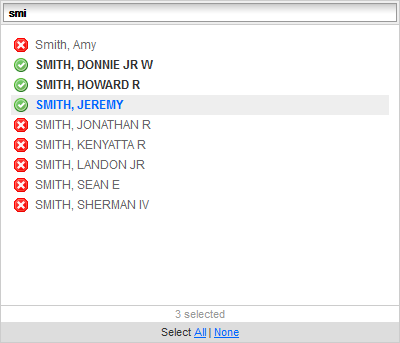 smi
Smith, Amy
SMITH, DONNIE JR W
SMITH, HOWARD R
SMITH, JEREMY
SMITH, JONATHAN R
SMITH, KENYATTA R
SMITH, LANDON JR
SMITH, SEAN E
SMITH, SHERMAN IV
3 selected
Select All | None